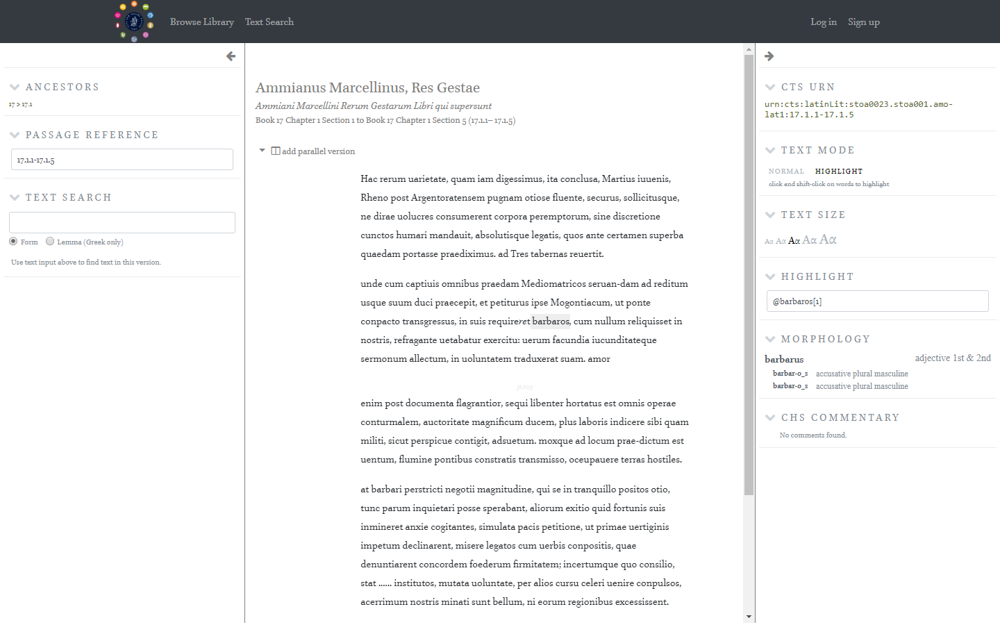 Browse Library Text Search Log in Sign up
ANCESTORS
17 > 17.1
PASSAGE REFERENCE
17.1.1-17.1.5
TEXT SEARCH
Form Lemma (Greek only)
Use text input above to find text in this version.
Ammianus Marcellinus, Res Gestae
Ammiani Marcellini Rerum Gestarum Libri qui supersunt
Book 17 Chapter 1 Section 1 to Book 17 Chapter 1 Section 5 (17.1.1– 17.1.5)
add parallel version
Hac rerum uarietate, quam iam digessimus, ita conclusa, Martius iuuenis,
Rheno post Argentoratensem pugnam otiose fluente, securus, sollicitusque,
ne dirae uolucres consumerent corpora peremptorum, sine discretione
cunctos humari mandauit, absolutisque legatis, quos ante certamen superba
quaedam portasse praediximus. ad Tres tabernas reuertit.
unde cum captiuis omnibus praedam Mediomatricos seruan-dam ad reditum
usque suum duci praecepit, et petiturus ipse Mogontiacum, ut ponte
conpacto transgressus, in suis requireret barbaros, cum nullum reliquisset in
nostris, refragante uetabatur exercitu: uerum facundia iucunditateque
sermonum allectum, in uoluntatem traduxerat suam. amor
p.105
enim post documenta flagrantior, sequi libenter hortatus est omnis operae
conturmalem, auctoritate magnificum ducem, plus laboris indicere sibi quam
militi, sicut perspicue contigit, adsuetum. moxque ad locum prae-dictum est
uentum, flumine pontibus constratis transmisso, oceupauere terras hostiles.
at barbari perstricti negotii magnitudine, qui se in tranquillo positos otio,
tunc parum inquietari posse sperabant, aliorum exitio quid fortunis suis
inmineret anxie cogitantes, simulata pacis petitione, ut primae uertiginis
impetum declinarent, misere legatos cum uerbis conpositis, quae
denuntiarent concordem foederum firmitatem; incertumque quo consilio,
stat ...... institutos, mutata uoluntate, per alios cursu celeri uenire conpulsos,
acerrimum nostris minati sunt bellum, ni eorum regionibus excessissent.
CTS URN
urn:cts:latinLit:stoa0023.stoa001.amo-
lat1:17.1.1-17.1.5
TEXT MODE
NORMAL HIGHLIGHT
click and shift-click on words to highlight
TEXT SIZE
Aα Aα Aα Aα Aα
HIGHLIGHT
@barbaros[1]
MORPHOLOGY
barbarus adjective 1st & 2nd
barbar-o_s accusative plural masculine
barbar-o_s accusative plural masculine
CHS COMMENTARY
No comments found.